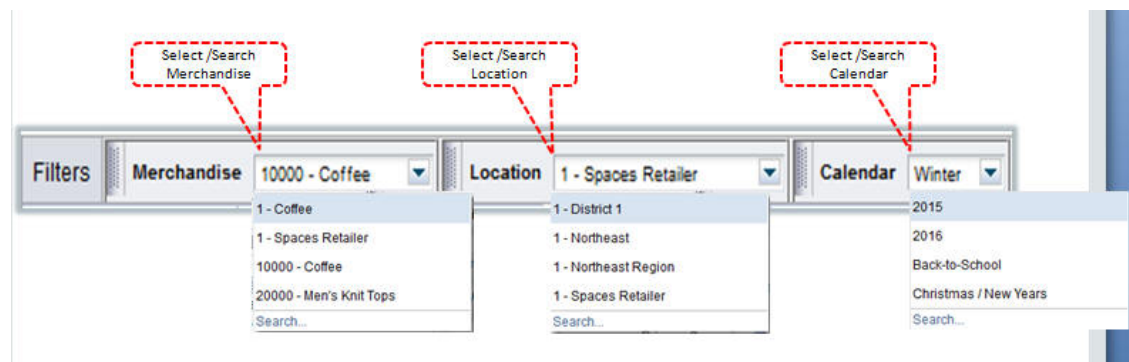 Select /Search
Merchandise
Select /Search
Location
Select /Search
Calendar
Filters
Merchandise
10000 - Coffee
Location
1 - Spaces Retailer
Calendar
Winter
1 - Coffee
1 - Spaces Retailer
10000 - Coffee
20000 - Men's Knit Tops
Search...
1 - District 1
1 - Northeast
1 - Northeast Region
1 - Spaces Retailer
Search...
2015
2016
Back-to-School
Christmas / New Years
Search...